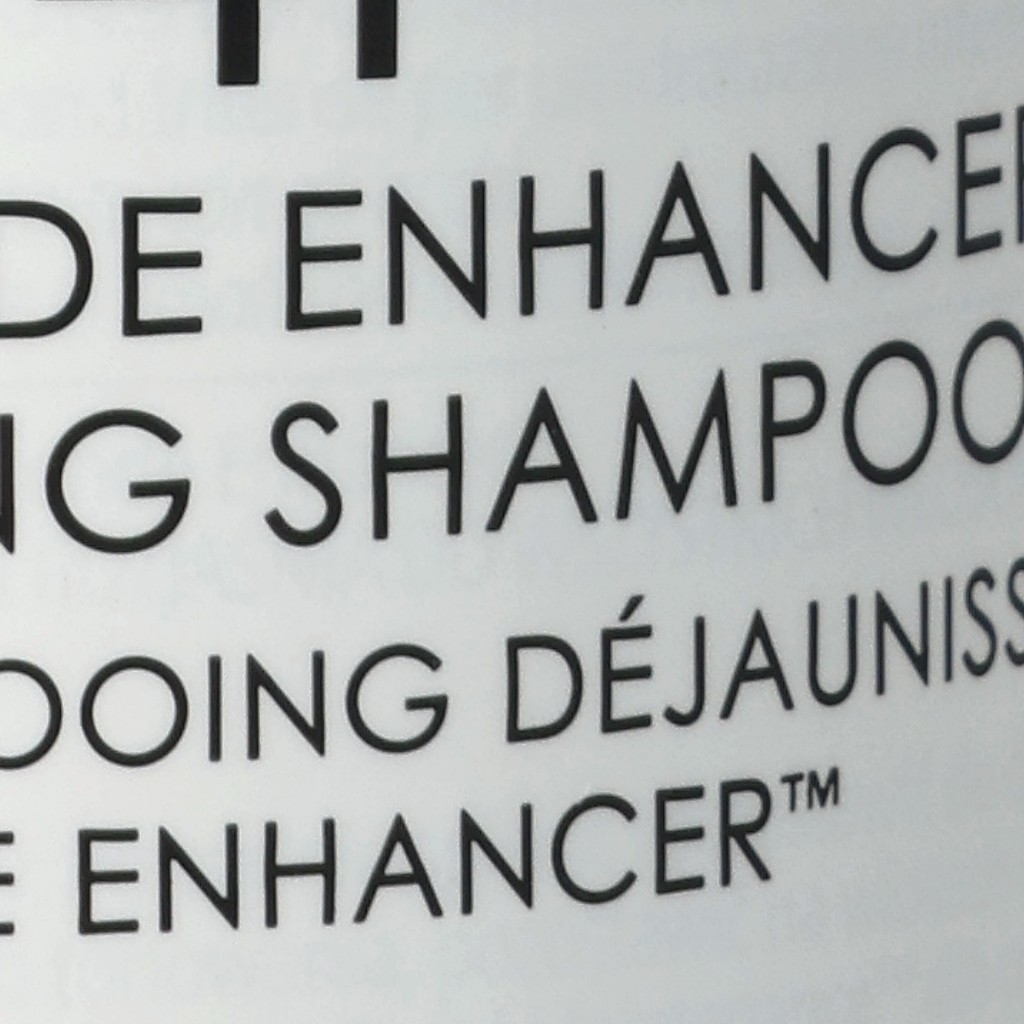 DE ENHANCE
NG SHAMPOO
OOING DÉJAUNISS
E ENHANCER™